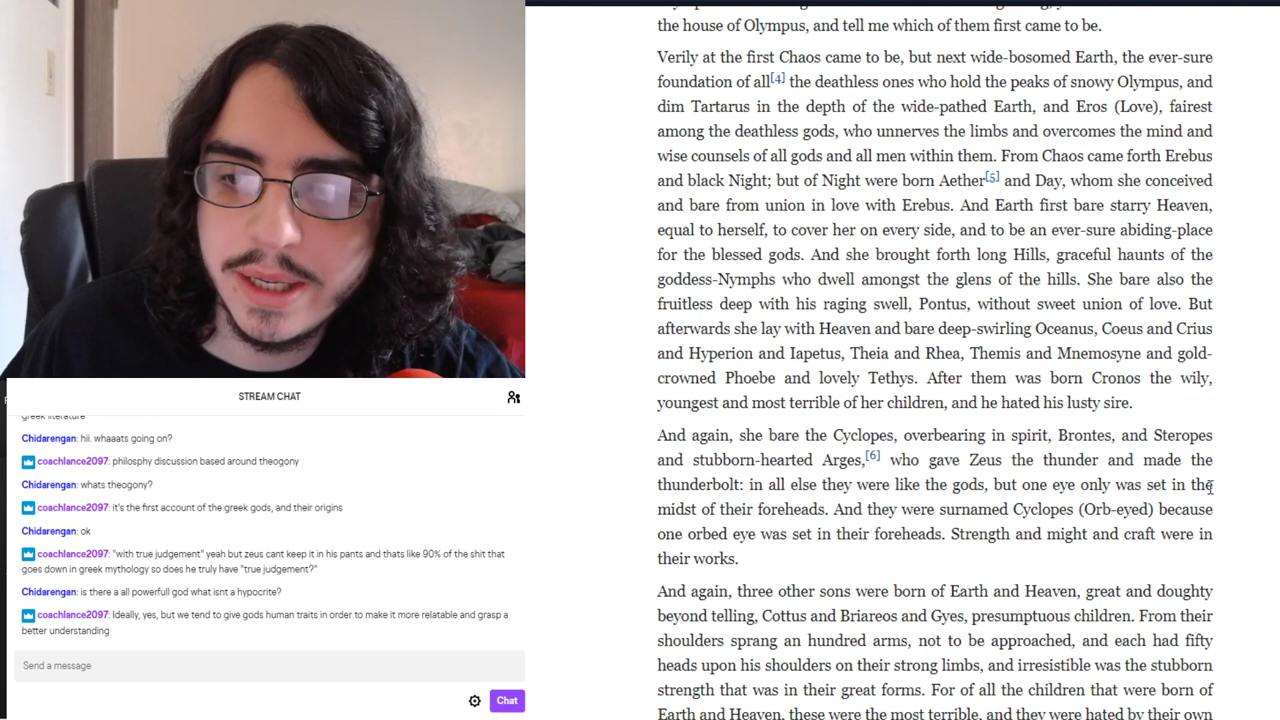 STREAM CHAT
greek literature
Chidarengan: hii. whaaats going on?
coachlance2097: philosphy discussion based around theogony
Chidarengan: whats theogony?
coachlance2097: it's the first account of the greek gods, and their origins
Chidarengan: ok
coachlance2097: "with true judgement" yeah but zeus cant keep it in his pants and thats like 90% of the shit that
goes down in greek mythology so does he truly have "true judgement?"
Chidarengan: is there a all powerfull god what isnt a hypocrite?
coachlance2097: Ideally, yes, but we tend to give gods human traits in order to make it more relatable and grasp a
better understanding
Send a message
Chat
the house of Olympus, and tell me which of them first came to be.
Verily at the first Chaos came to be, but next wide-bosomed Earth, the ever-sure
foundation of all[4] the deathless ones who hold the peaks of snowy Olympus, and
dim Tartarus in the depth of the wide-pathed Earth, and Eros (Love), fairest
among the deathless gods, who unnerves the limbs and overcomes the mind and
wise counsels of all gods and all men within them. From Chaos came forth Erebus
and black Night; but of Night were born Aether[5] and Day, whom she conceived
and bare from union in love with Erebus. And Earth first bare starry Heaven,
equal to herself, to cover her on every side, and to be an ever-sure abiding-place
for the blessed gods. And she brought forth long Hills, graceful haunts of the
goddess-Nymphs who dwell amongst the glens of the hills. She bare also the
fruitless deep with his raging swell, Pontus, without sweet union of love. But
afterwards she lay with Heaven and bare deep-swirling Oceanus, Coeus and Crius
and Hyperion and Iapetus, Theia and Rhea, Themis and Mnemosyne and gold-
crowned Phoebe and lovely Tethys. After them was born Cronos the wily,
youngest and most terrible of her children, and he hated his lusty sire.
And again, she bare the Cyclopes, overbearing in spirit, Brontes, and Steropes
and stubborn-hearted Arges,[6] who gave Zeus the thunder and made the
thunderbolt: in all else they were like the gods, but one eye only was set in the
midst of their foreheads. And they were surnamed Cyclopes (Orb-eyed) because
one orbed eye was set in their foreheads. Strength and might and craft were in
their works.
And again, three other sons were born of Earth and Heaven, great and doughty
beyond telling, Cottus and Briareos and Gyes, presumptuous children. From their
shoulders sprang an hundred arms, not to be approached, and each had fifty
heads upon his shoulders on their strong limbs, and irresistible was the stubborn
strength that was in their great forms. For of all the children that were born of
Earth and Heaven, these were the most terrible, and they were hated by their own